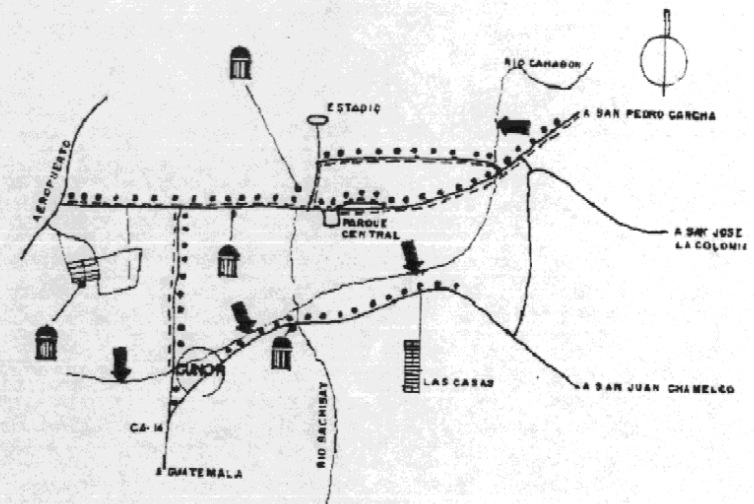 RIO CAHABON
ESTADIO
A SAN PEDRO CARCHA
AEROPUERTO
PARQUE
CENTRAL
A SAN JOSE
LA COLONIA
CUNOR
LAS CASAS
A SAN JUAN CHAMELCO
CA-14
RIO SACHISAY
A GUATEMALA